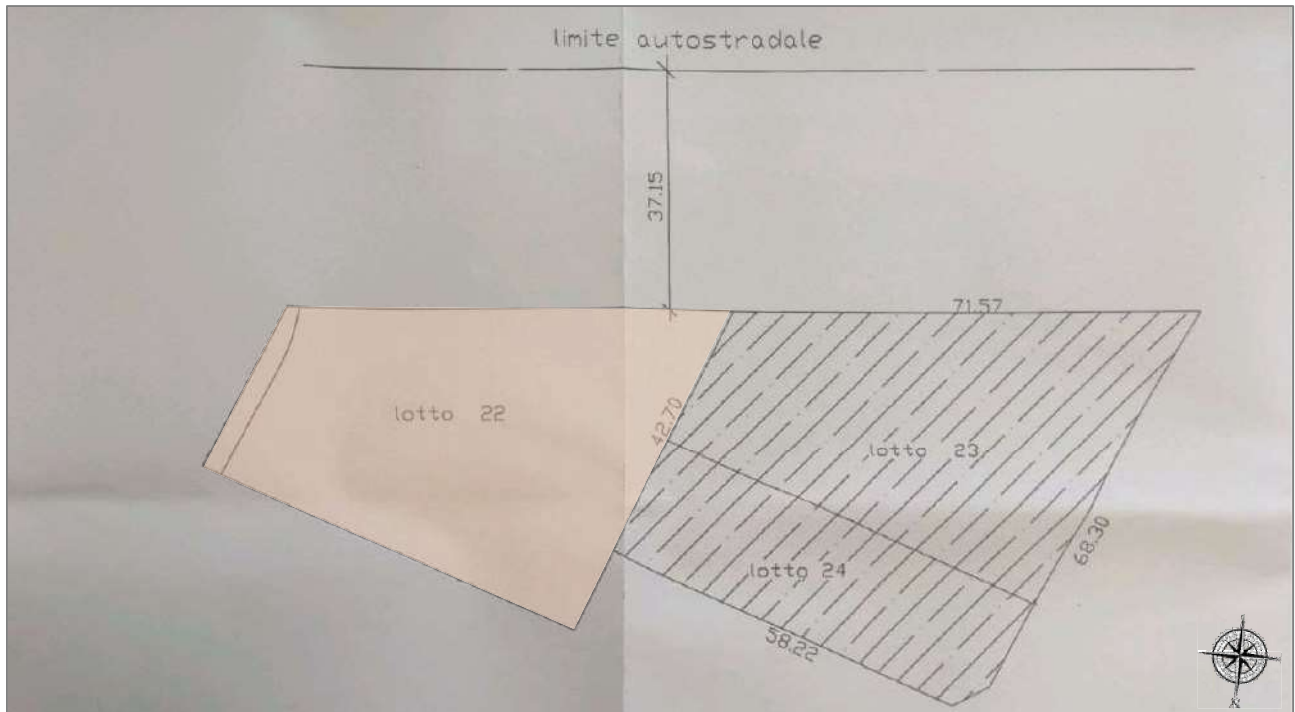 limite autostradale
37.15
71.57
lotto 22
42.70
lotto 23
68.30
lotto 24
58.22
N